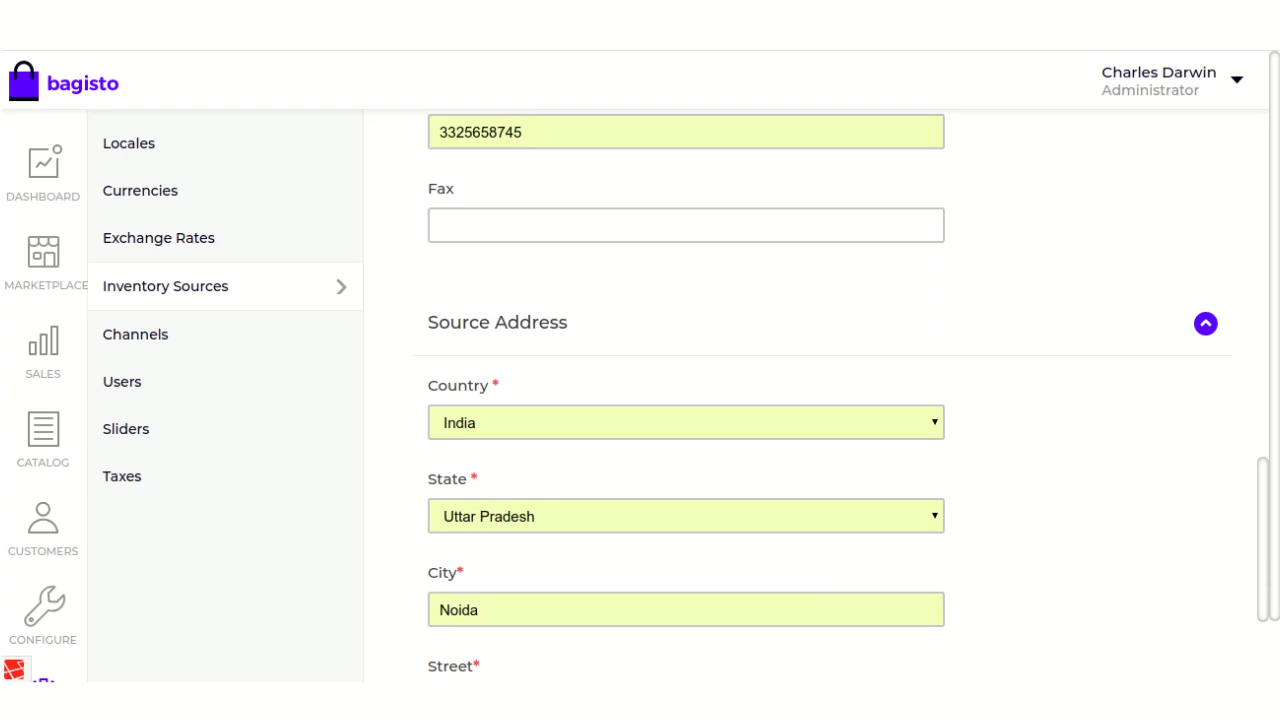 bagisto
Charles Darwin
Administrator
DASHBOARD
MARKETPLACE
SALES
CATALOG
CUSTOMERS
CONFIGURE
Locales
Currencies
Exchange Rates
Inventory Sources
Channels
Users
Sliders
Taxes
3325658745
Fax
Source Address
Country *
India
State *
Uttar Pradesh
City*
Noida
Street*